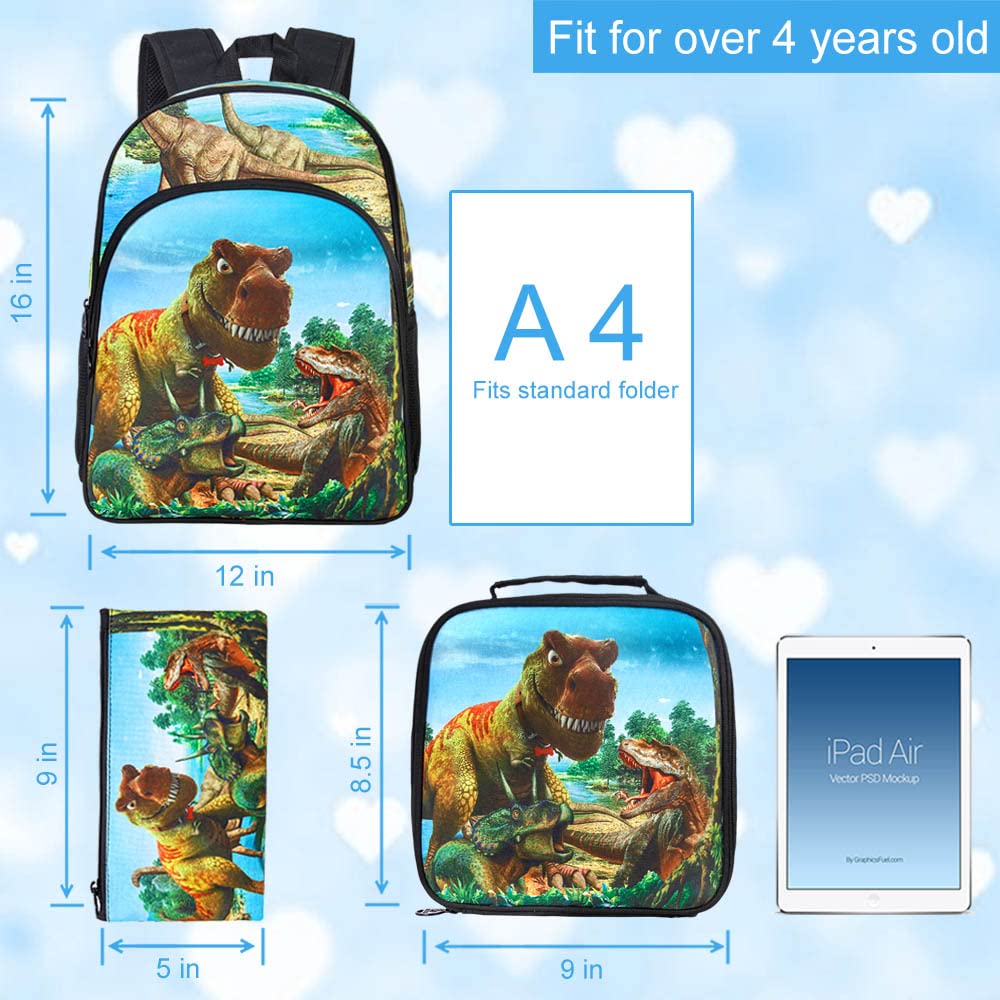 Fit for over 4 years old
16 in
A 4
Fits standard folder
12 in
9 in
5 in
8.5 in
9 in
iPad Air
Vector PSD Mockup
By GraphicsFuel.com